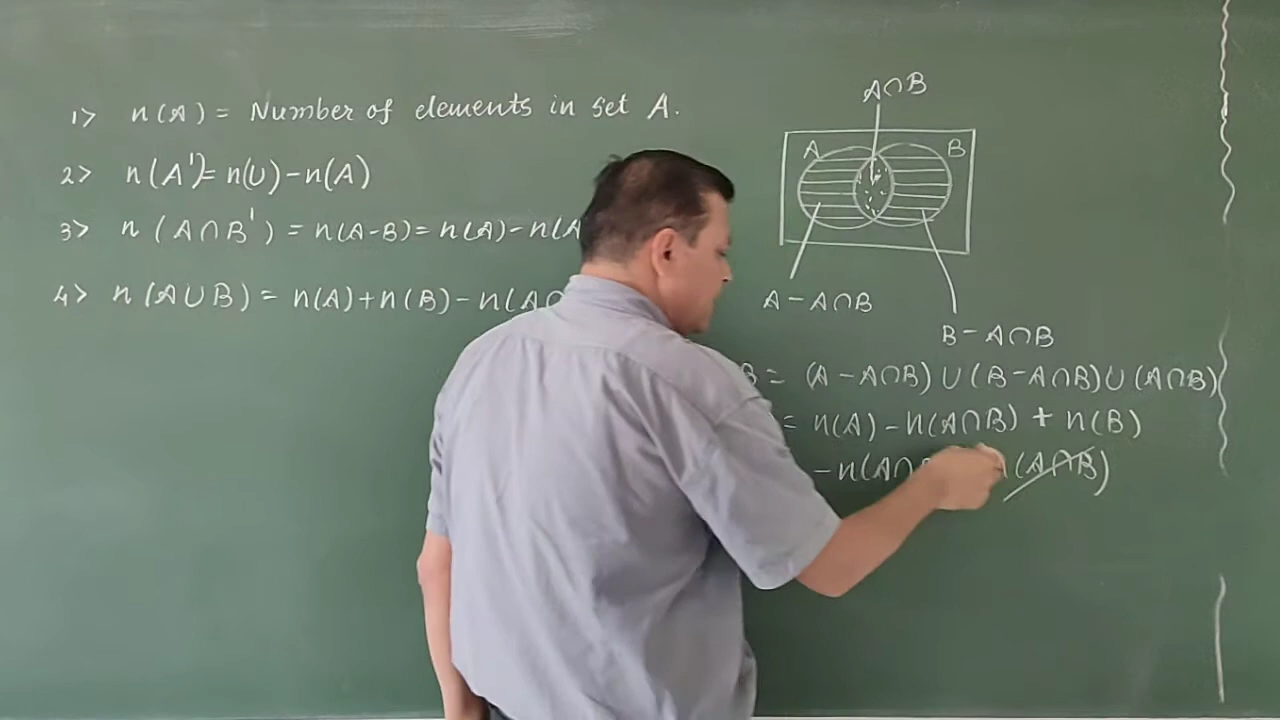 1> n(A) = Number of elements in set A.
2> n(A')= n(U) - n(A)
3> n (A∩B') = n(A-B) = n(A) - n(A
4> n (A∪B) = n(A) + n(B) - n(A∩
A∩B
A B
A - A∩B
B - A∩B
B = (A - A∩B) ∪ (B - A∩B) ∪ (A∩B)
= n(A) - n(A∩B) + n(B)
- n(A∩ (A∩B)